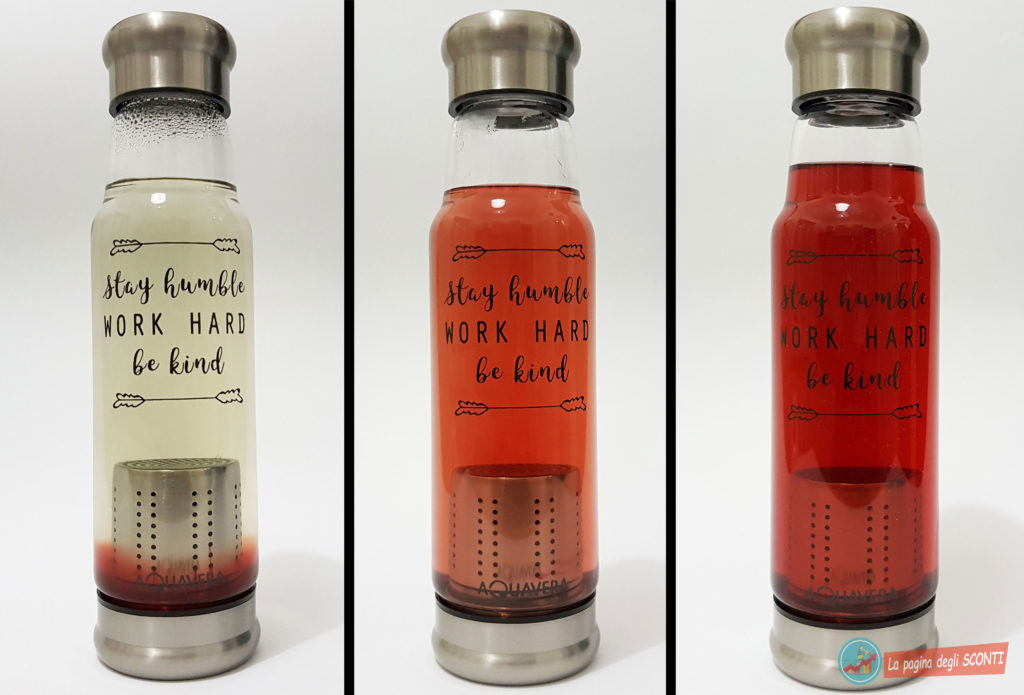 stay humble
WORK HARD
be kind
AQUAVERA
stay humble
WORK HARD
be kind
AQUAVERA
stay humble
WORK HARD
be kind
AQUAVERA
La pagina degli SCONTI